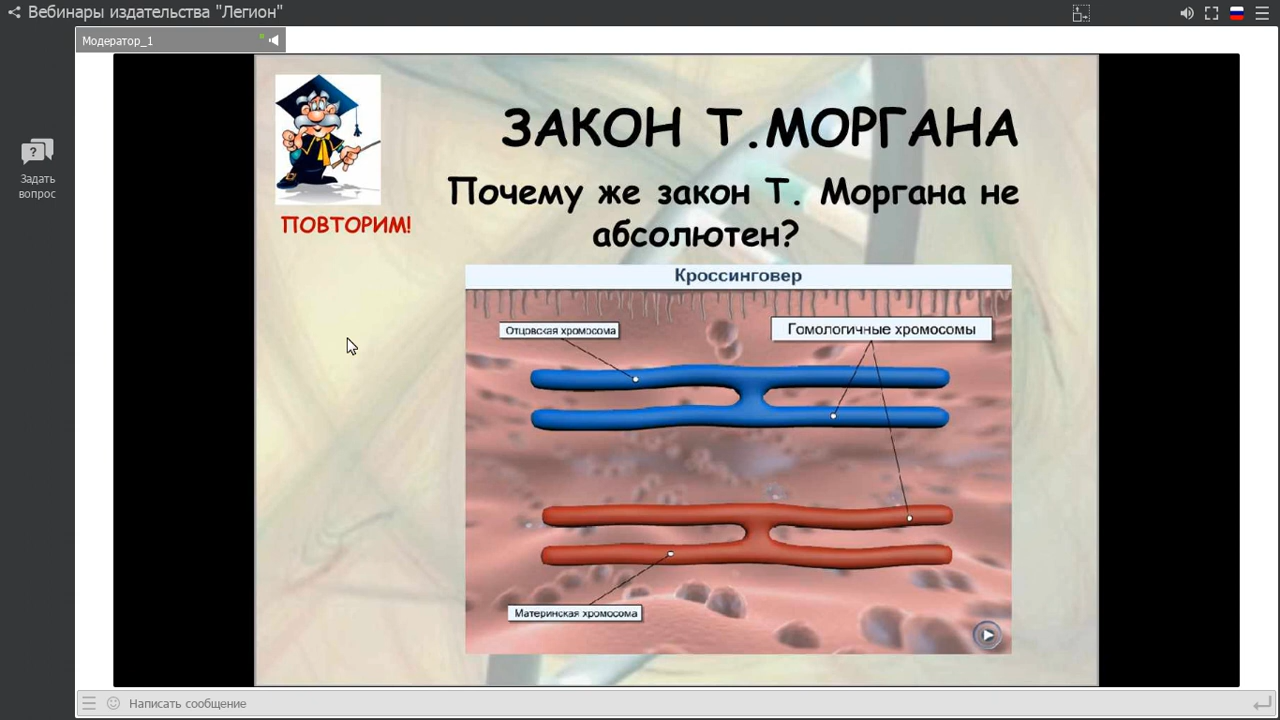 Вебинары издательства "Легион"
Модератор_1
Задать
вопрос
ПОВТОРИМ!
ЗАКОН Т.МОРГАНА
Почему же закон Т. Моргана не
абсолютен?
Кроссинговер
Отцовская хромосома
Гомологичные хромосомы
Материнская хромосома
Написать сообщение